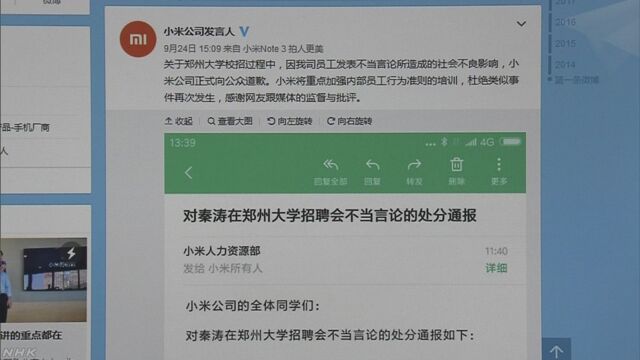 微博
产品-手机厂商
人
讲的重点都在
NHK
小米公司发言人
9月24日 15:09 来自 小米Note 3 拍人更美
关于郑州大学校招过程中，因我司员工发表不当言论所造成的社会不良影响，小
米公司正式向公众道歉。小米将重点加强内部员工行为准则的培训，杜绝类似事
件再次发生，感谢网友跟媒体的监督与批评。
收起 查看大图 向左旋转 向右旋转
13:39 4G
回复全部 回复 转发 删除 更多
对秦涛在郑州大学招聘会不当言论的处分通报
小米人力资源部 11:40
发给 小米所有人 详细
小米公司的全体同学们：
对秦涛在郑州大学招聘会不当言论的处分通报如下：
2017
2016
2015
2014
第一条微博